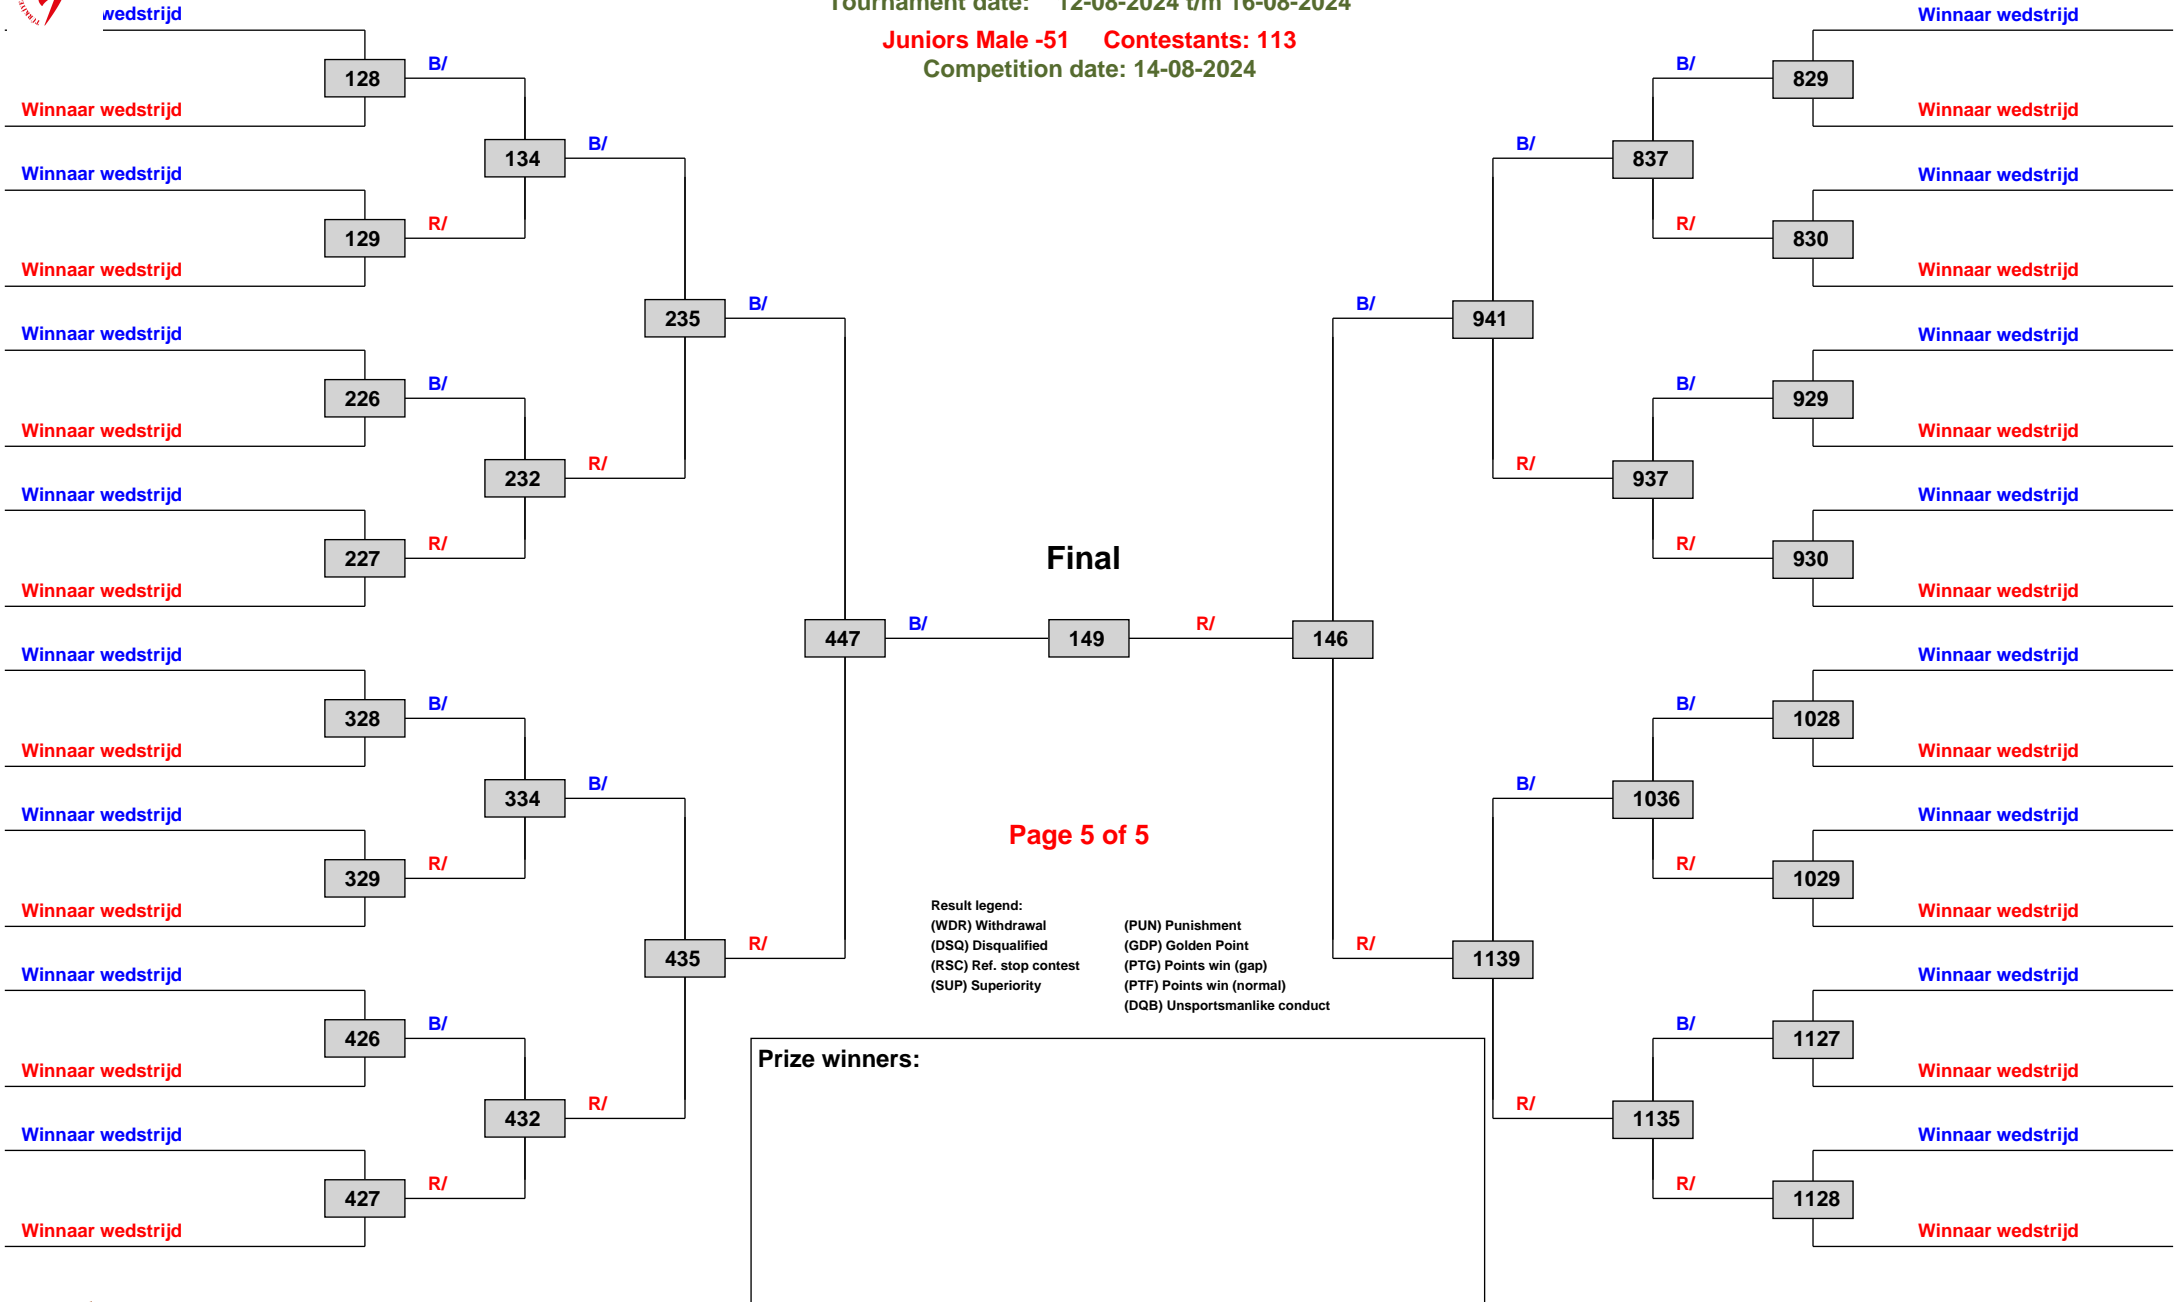 Tournament date: 12-08-2024 t/m 16-08-2024
Juniors Male -51 Contestants: 113
Competition date: 14-08-2024
wedstrijd
128
B/
Winnaar wedstrijd
134
B/
Winnaar wedstrijd
129
R/
Winnaar wedstrijd
235
B/
Winnaar wedstrijd
226
B/
Winnaar wedstrijd
232
R/
Winnaar wedstrijd
227
R/
Winnaar wedstrijd
447
B/
Winnaar wedstrijd
328
B/
Winnaar wedstrijd
334
B/
Winnaar wedstrijd
329
R/
Winnaar wedstrijd
435
R/
Winnaar wedstrijd
426
B/
Winnaar wedstrijd
432
R/
Winnaar wedstrijd
427
R/
Winnaar wedstrijd
Final
149
R/
146
Page 5 of 5
Result legend:
(WDR) Withdrawal
(DSQ) Disqualified
(RSC) Ref. stop contest
(SUP) Superiority
(PUN) Punishment
(GDP) Golden Point
(PTG) Points win (gap)
(PTF) Points win (normal)
(DQB) Unsportsmanlike conduct
Prize winners:
Winnaar wedstrijd
B/
829
Winnaar wedstrijd
B/
837
Winnaar wedstrijd
R/
830
Winnaar wedstrijd
B/
941
Winnaar wedstrijd
B/
929
Winnaar wedstrijd
R/
937
Winnaar wedstrijd
R/
930
Winnaar wedstrijd
Winnaar wedstrijd
B/
1028
Winnaar wedstrijd
B/
1036
Winnaar wedstrijd
R/
1029
Winnaar wedstrijd
R/
1139
Winnaar wedstrijd
B/
1127
Winnaar wedstrijd
R/
1135
Winnaar wedstrijd
R/
1128
Winnaar wedstrijd